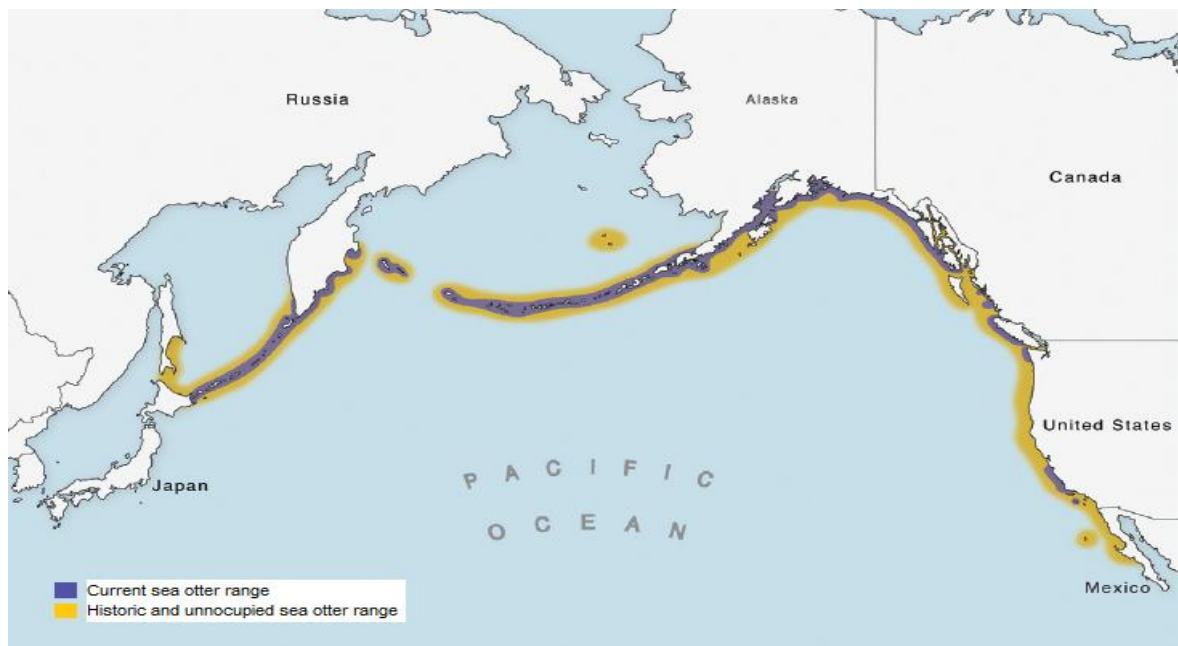 Russia
Alaska
Canada
United States
Japan
PACIFIC
OCEAN
Mexico
Current sea otter range
Historic and unnocupied sea otter range